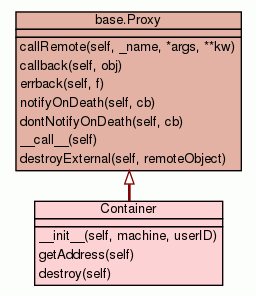 base.Proxy
callRemote(self, _name, *args, **kw)
callback(self, obj)
errback(self, f)
notifyOnDeath(self, cb)
dontNotifyOnDeath(self, cb)
__call__(self)
destroyExternal(self, remoteObject)
Container
__init__(self, machine, userID)
getAddress(self)
destroy(self)